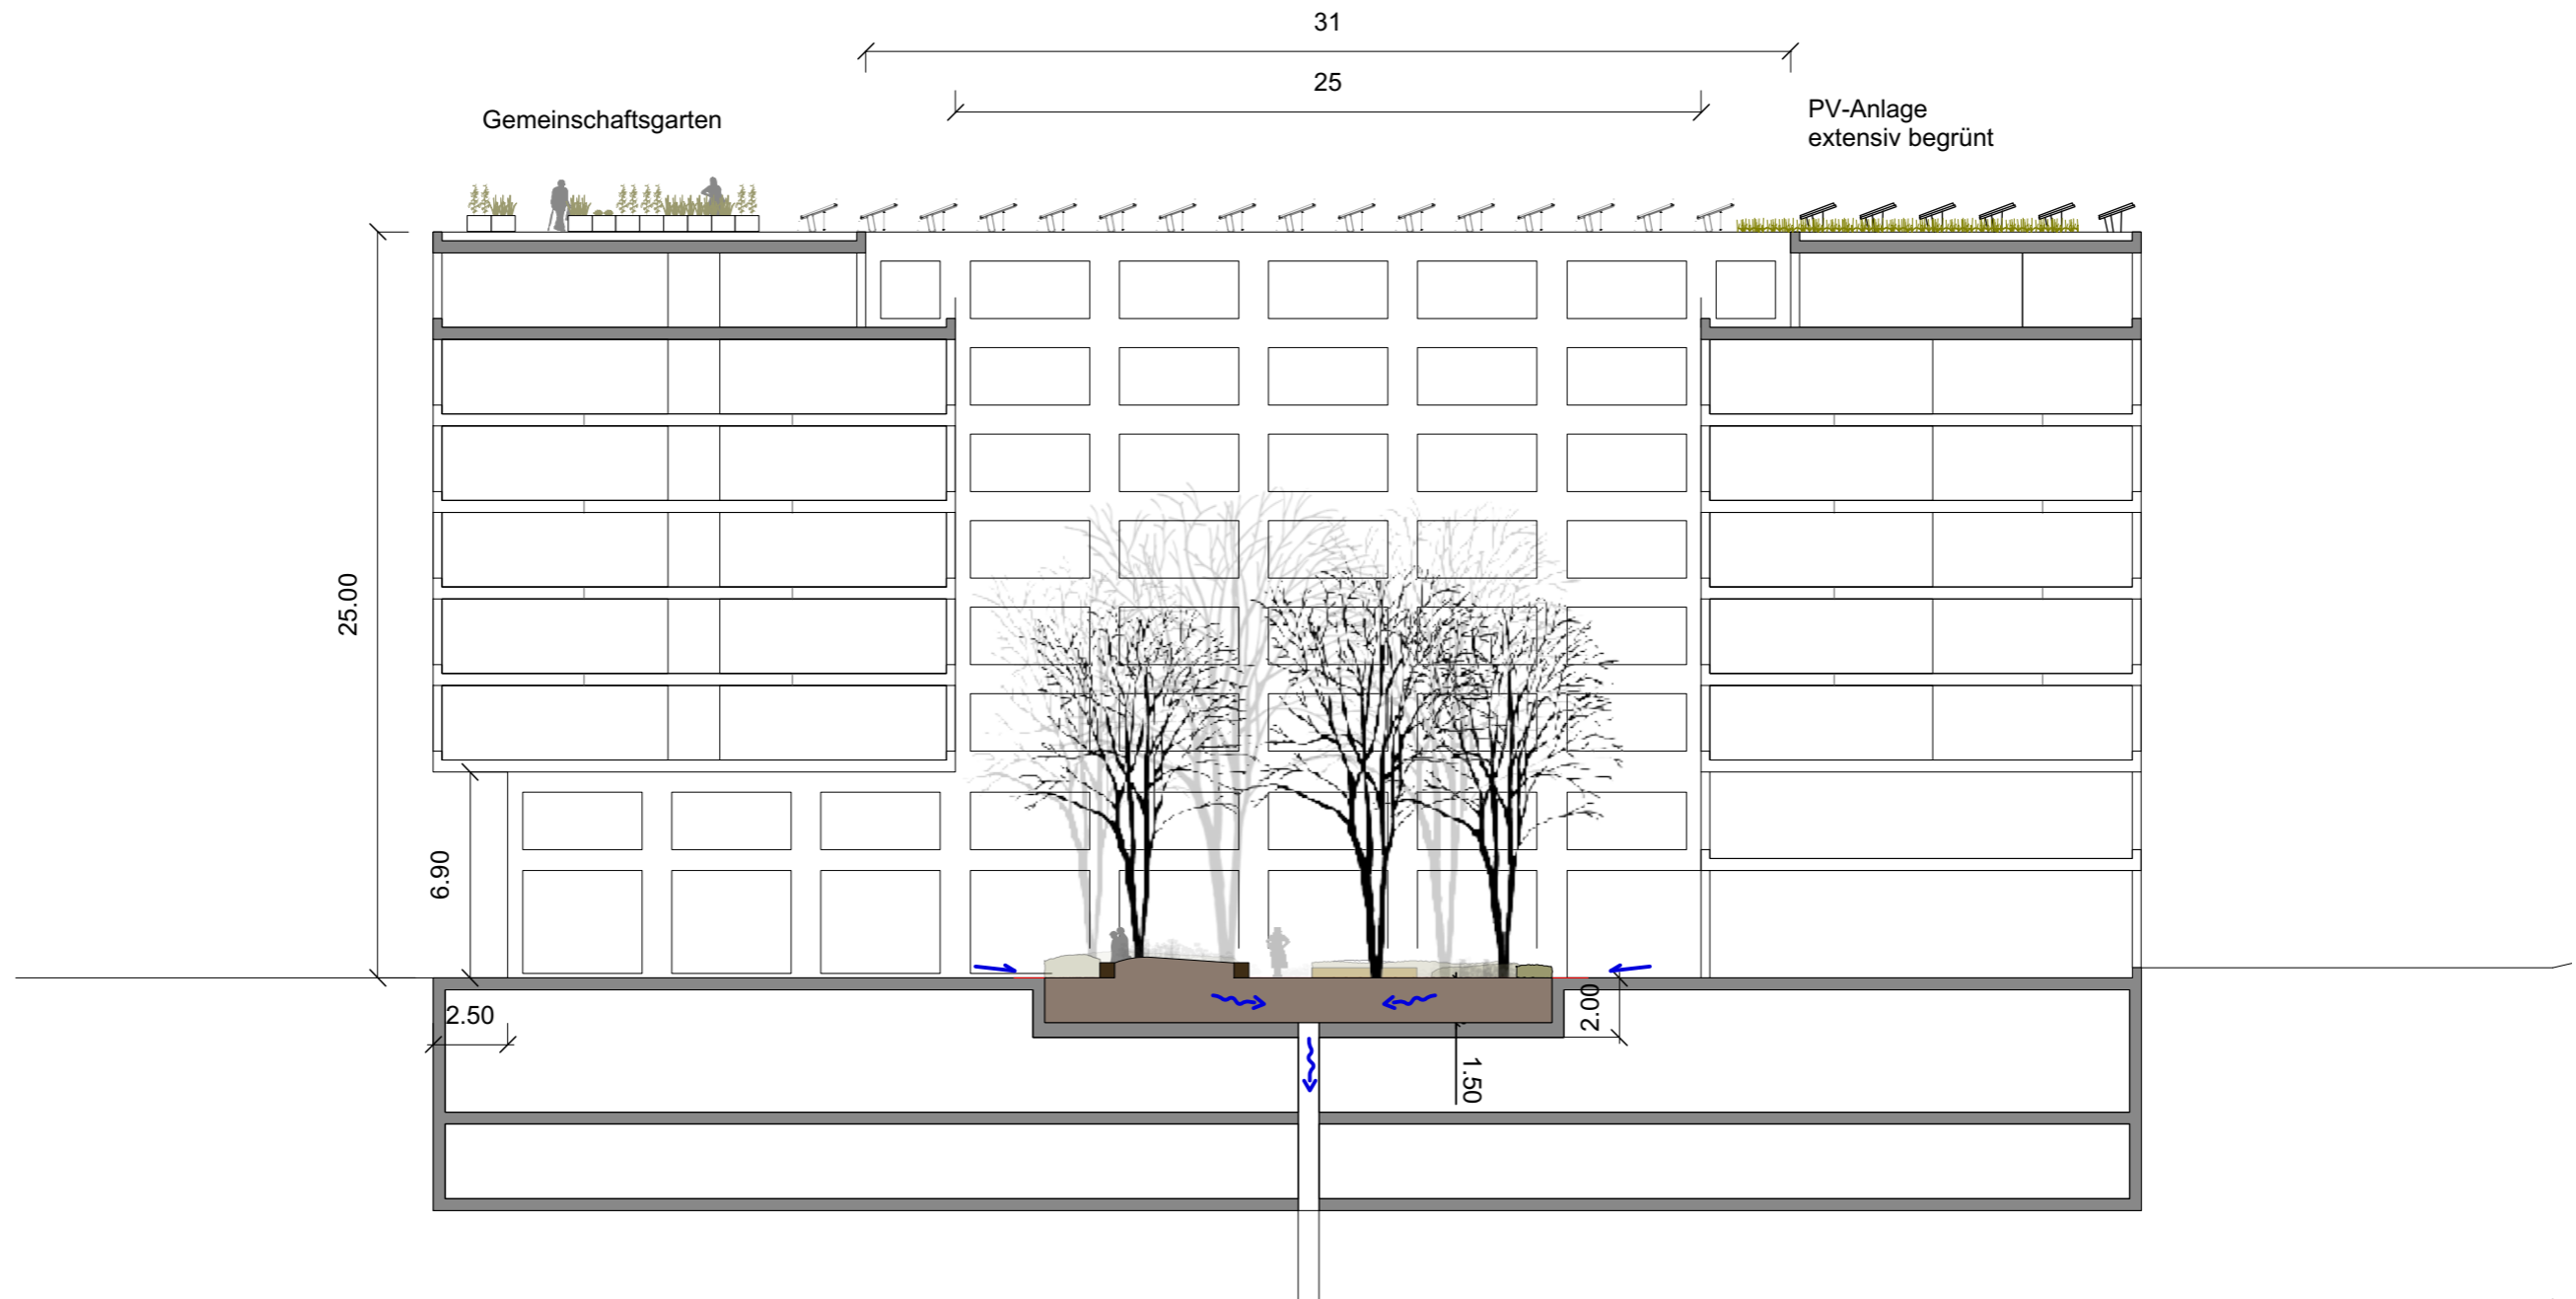 31
25
Gemeinschaftsgarten
PV-Anlage
extensiv begrünt
25.00
6.90
2.50
2.00
1.50